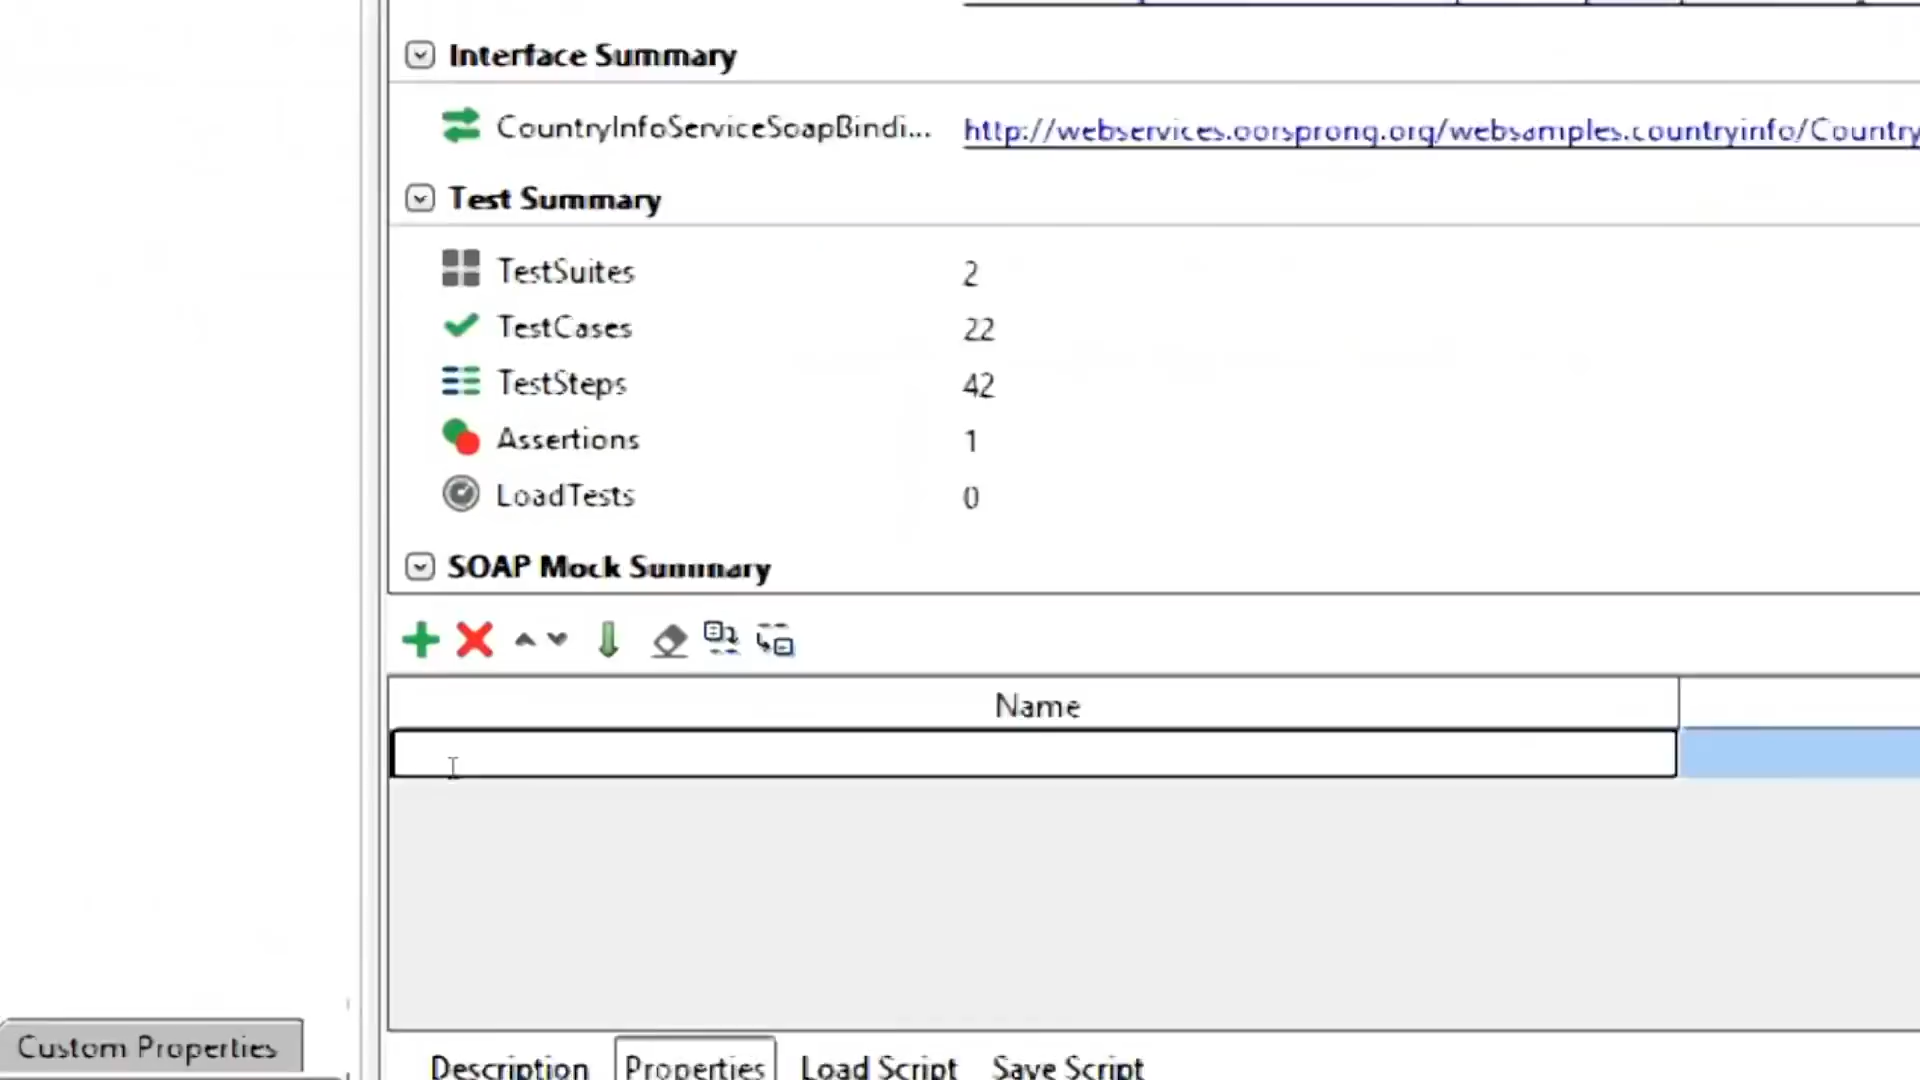 Interface Summary
CountryInfoServiceSoapBindi... http://webservices.oorsprong.org/websamples.countryinfo/Country
Test Summary
TestSuites 2
TestCases 22
TestSteps 42
Assertions 1
LoadTests 0
SOAP Mock Summary
Name
Custom Properties
Description Properties Load Script Save Script